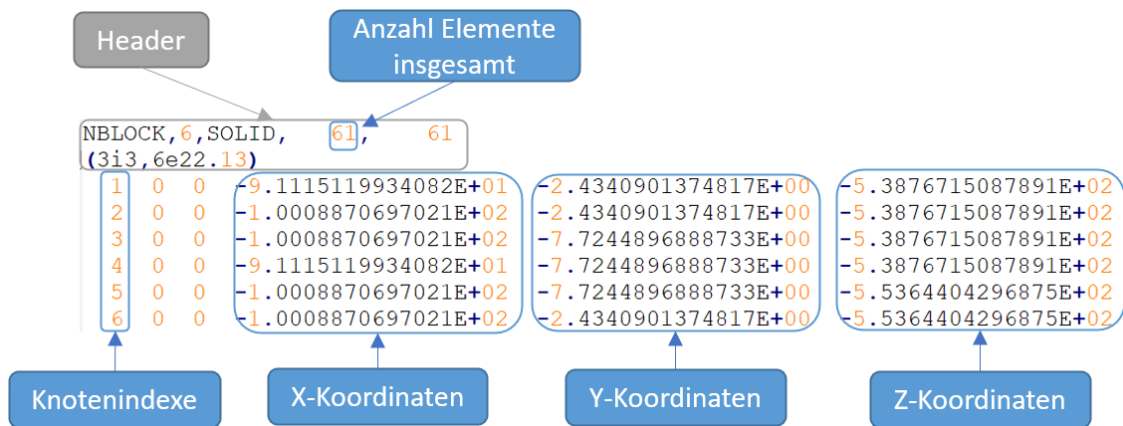 Header
Anzahl Elemente
insgesamt
NBLOCK,6,SOLID, 61, 61
(3i3,6e22.13)
1 0 0 -9.1115119934082E+01 -2.4340901374817E+00 -5.3876715087891E+02
2 0 0 -1.0008870697021E+02 -2.4340901374817E+00 -5.3876715087891E+02
3 0 0 -1.0008870697021E+02 -7.7244896888733E+00 -5.3876715087891E+02
4 0 0 -9.1115119934082E+01 -7.7244896888733E+00 -5.3876715087891E+02
5 0 0 -1.0008870697021E+02 -7.7244896888733E+00 -5.5364404296875E+02
6 0 0 -1.0008870697021E+02 -2.4340901374817E+00 -5.5364404296875E+02
Knotenindexe
X-Koordinaten
Y-Koordinaten
Z-Koordinaten